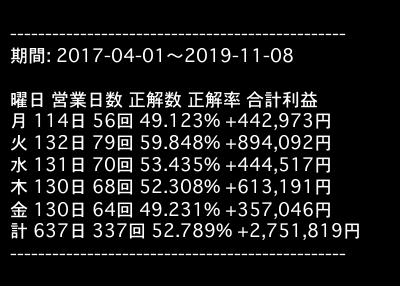 ------------------------------------------------
期間: 2017-04-01〜2019-11-08
曜日 営業日数 正解数 正解率 合計利益
月 114日 56回 49.123% +442,973円
火 132日 79回 59.848% +894,092円
水 131日 70回 53.435% +444,517円
木 130日 68回 52.308% +613,191円
金 130日 64回 49.231% +357,046円
計 637日 337回 52.789% +2,751,819円
------------------------------------------------